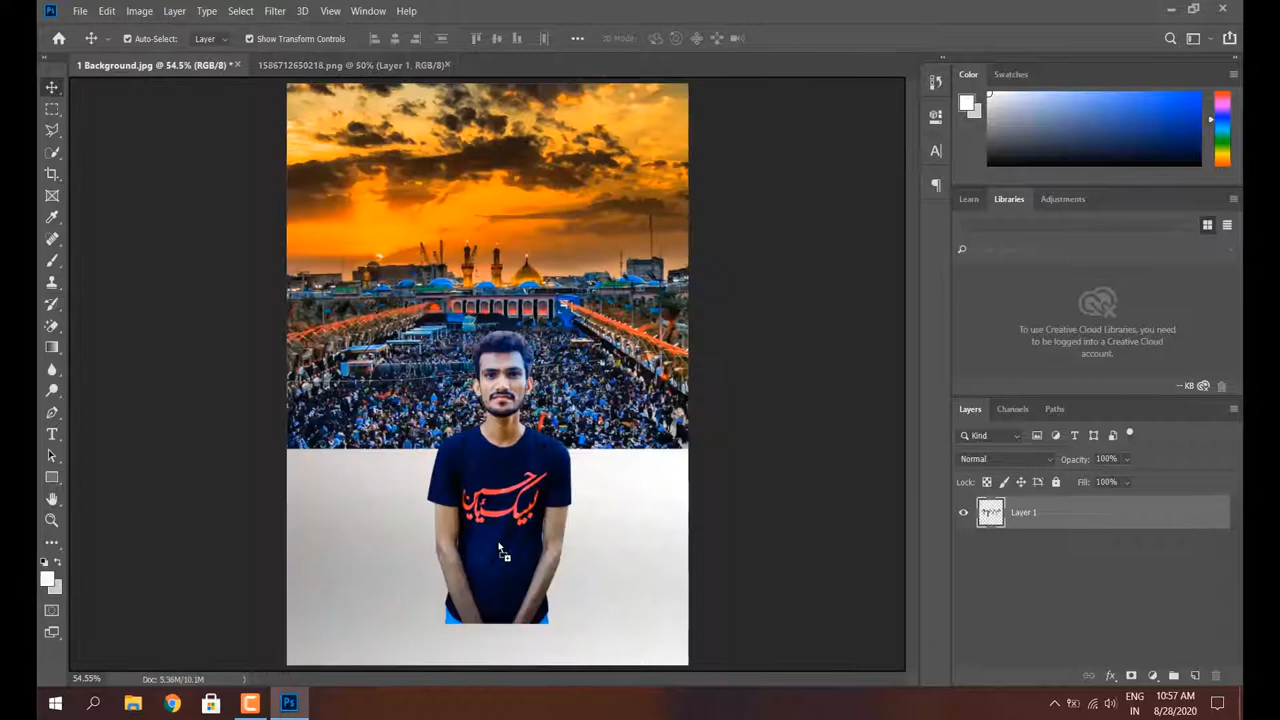 Ps File Edit Image Layer Type Select Filter 3D View Window Help
Auto-Select: Layer Show Transform Controls 3D Mode:
1 Background.jpg @ 54.5% (RGB/8) * × 1586712650218.png @ 50% (Layer 1, RGB/8) ×
Color Swatches
Learn Libraries Adjustments
To use Creative Cloud Libraries, you need
to be logged into a Creative Cloud
account.
-- KB
Layers Channels Paths
Kind
Normal Opacity: 100%
Lock: Fill: 100%
Layer 1
لبیک یا حسین
54.55% Doc: 5.36M/10.1M
Ps
ENG 10:57 AM
IN 8/28/2020